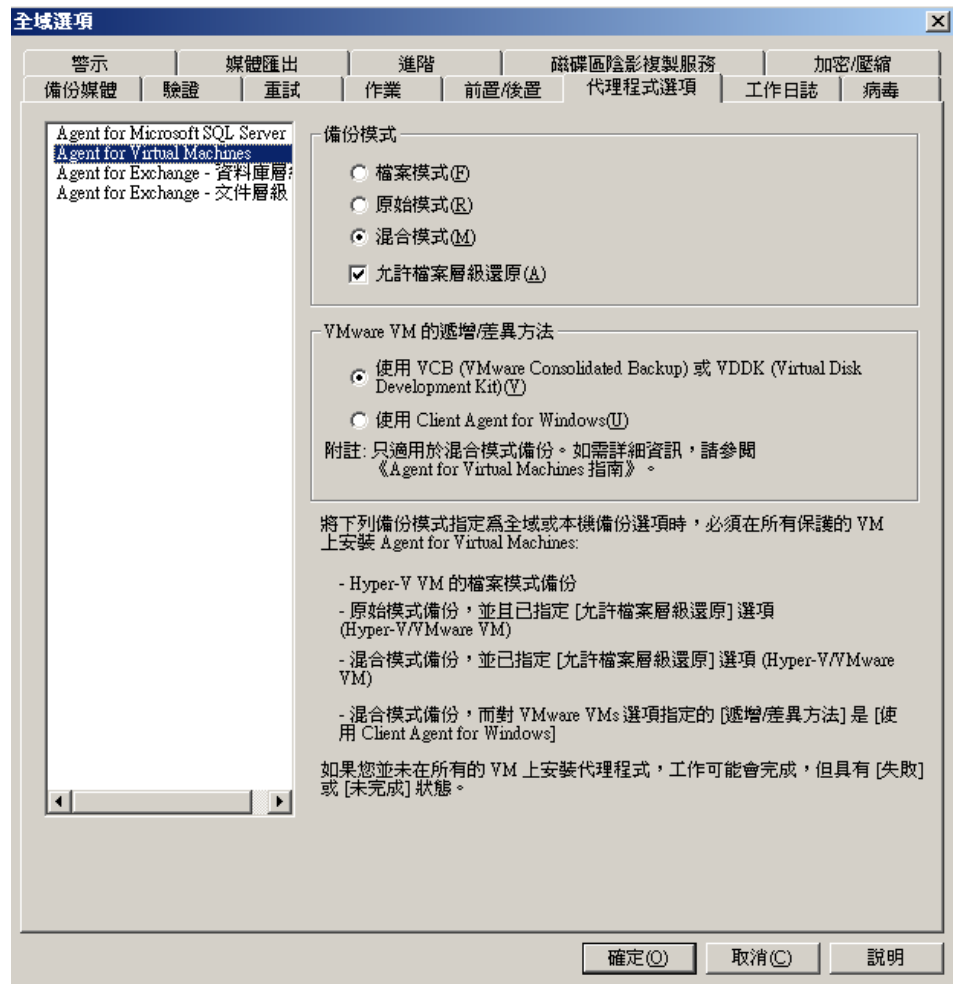 全域選項
警示 媒體匯出 進階 磁碟區陰影複製服務 加密/壓縮
備份媒體 驗證 重試 作業 前置/後置 代理程式選項 工作日誌 病毒
Agent for Microsoft SQL Server
Agent for Virtual Machines
Agent for Exchange - 資料庫層
Agent for Exchange - 文件層級
備份模式
檔案模式(F)
原始模式(R)
混合模式(M)
允許檔案層級還原(A)
VMware VM 的遞增/差異方法
使用 VCB (VMware Consolidated Backup) 或 VDDK (Virtual Disk
Development Kit)(V)
使用 Client Agent for Windows(U)
附註: 只適用於混合模式備份。如需詳細資訊，請參閱
《Agent for Virtual Machines 指南》。
將下列備份模式指定為全域或本機備份選項時，必須在所有保護的 VM
上安裝 Agent for Virtual Machines:
- Hyper-V VM 的檔案模式備份
- 原始模式備份，並且已指定 [允許檔案層級還原] 選項
(Hyper-V/VMware VM)
- 混合模式備份，並已指定 [允許檔案層級還原] 選項 (Hyper-V/VMware
VM)
- 混合模式備份，而對 VMware VMs 選項指定的 [遞增/差異方法] 是 [使
用 Client Agent for Windows]
如果您並未在所有的 VM 上安裝代理程式，工作可能會完成，但具有 [失敗]
或 [未完成] 狀態。
確定(O) 取消(C) 說明